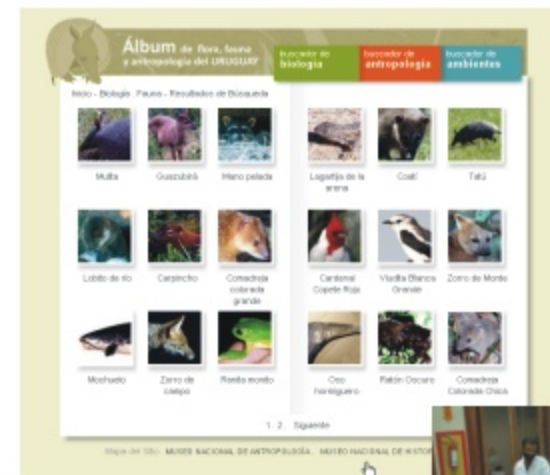 Álbum de flora, fauna
y antropología del URUGUAY
buscador de
biología
buscador de
antropología
buscador de
ambientes
Inicio - Biología . Fauna - Resultados de Búsqueda
Mulita
Guazubirá
Mano pelada
Lagartija de la
arena
Coatí
Tatú
Lobito de río
Carpincho
Comadreja
colorada
grande
Cardenal
Copete Rojo
Viudita Blanca
Grande
Zorro de Monte
Mochuelo
Zorro de
campo
Ranita monito
Oso
hormiguero
Ratón Oscuro
Comadreja
Colorada Chica
1. 2. Siguiente
Mapa del Sitio MUSEO NACIONAL DE ANTROPOLOGÍA. MUSEO NACIONAL DE HISTOR